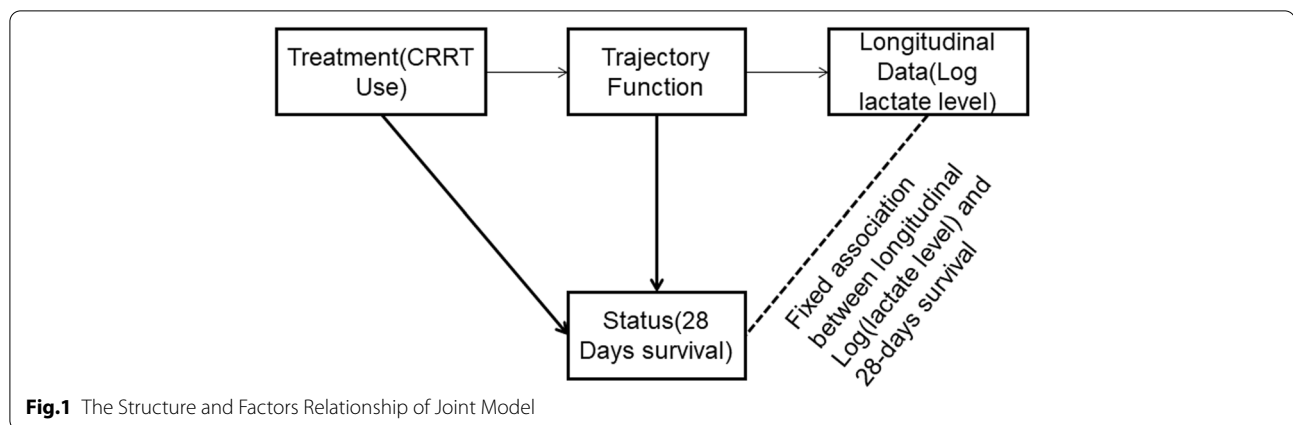 Treatment(CRRT
Use)
Trajectory
Function
Longitudinal
Data(Log
lactate level)
Fixed association
between longitudinal
Log(lactate level) and
28-days survival
Status(28
Days survival)
Fig.1 The Structure and Factors Relationship of Joint Model